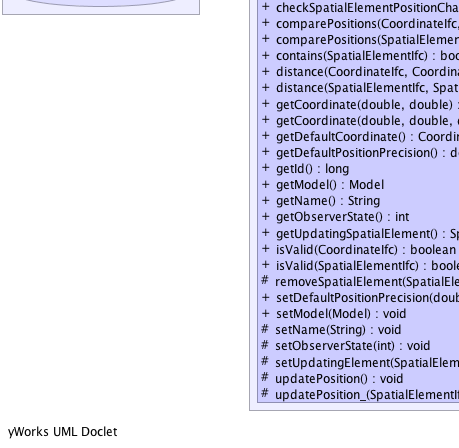 + checkSpatialElementPositionCha
+ comparePositions(CoordinateIfc,
+ comparePositions(SpatialElemen
+ contains(SpatialElementIfc) : boo
+ distance(CoordinateIfc, Coordina
+ distance(SpatialElementIfc, Spat
+ getCoordinate(double, double) :
+ getCoordinate(double, double, d
+ getDefaultCoordinate() : Coordin
+ getDefaultPositionPrecision() : do
+ getId() : long
+ getModel() : Model
+ getName() : String
+ getObserverState() : int
+ getUpdatingSpatialElement() : Sp
+ isValid(CoordinateIfc) : boolean
+ isValid(SpatialElementIfc) : boole
# removeSpatialElement(SpatialEle
+ setDefaultPositionPrecision(doub
+ setModel(Model) : void
# setName(String) : void
# setObserverState(int) : void
# setUpdatingElement(SpatialElem
# updatePosition() : void
# updatePosition_(SpatialElementIf
yWorks UML Doclet